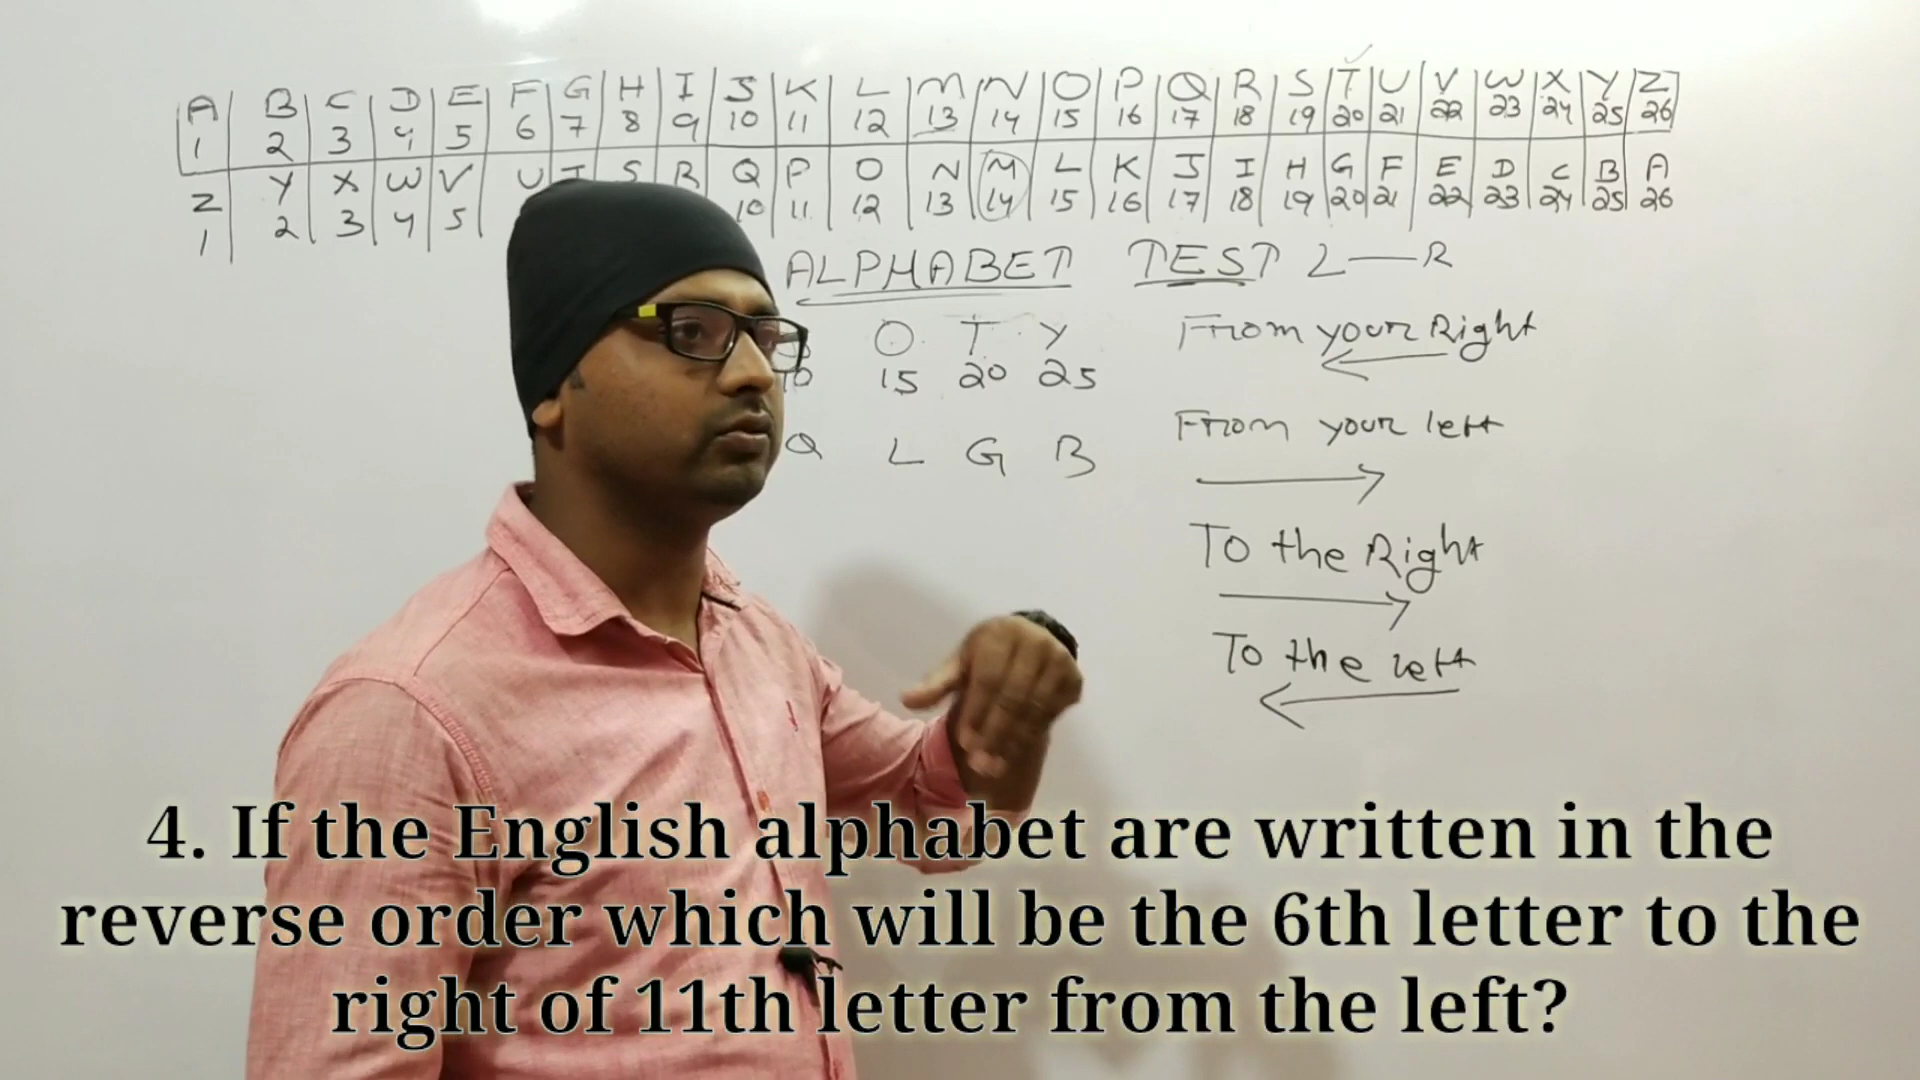 A B C D E F G H I J K L M N O P Q R S T U V W X Y Z
1 2 3 4 5 6 7 8 9 10 11 12 13 14 15 16 17 18 19 20 21 22 23 24 25 26
Z Y X W V U T S R Q P O N M L K J I H G F E D C B A
1 2 3 4 5 10 11 12 13 14 15 16 17 18 19 20 21 22 23 24 25 26
ALPHABET TEST L—R
O T Y
10 15 20 25
Q L G B
From your Right
From your left
To the Right
To the left
4. If the English alphabet are written in the
reverse order which will be the 6th letter to the
right of 11th letter from the left?